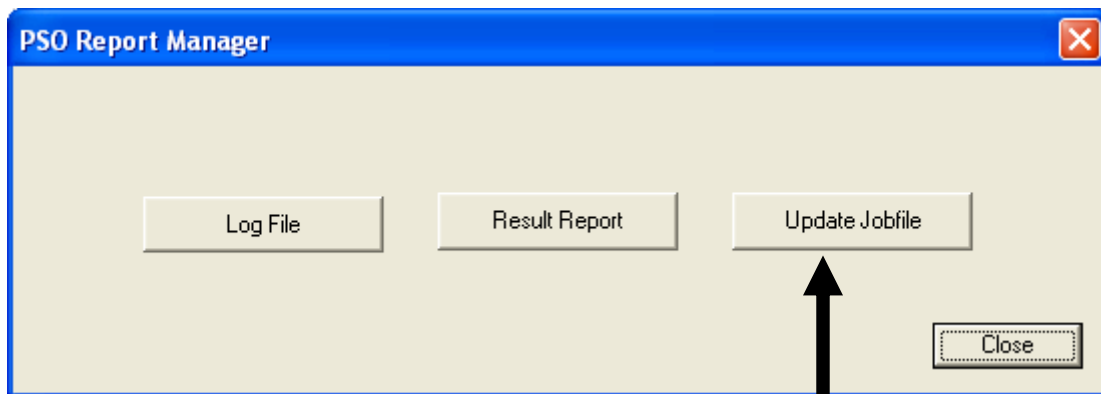 PSO Report Manager
Log File
Result Report
Update Jobfile
Close